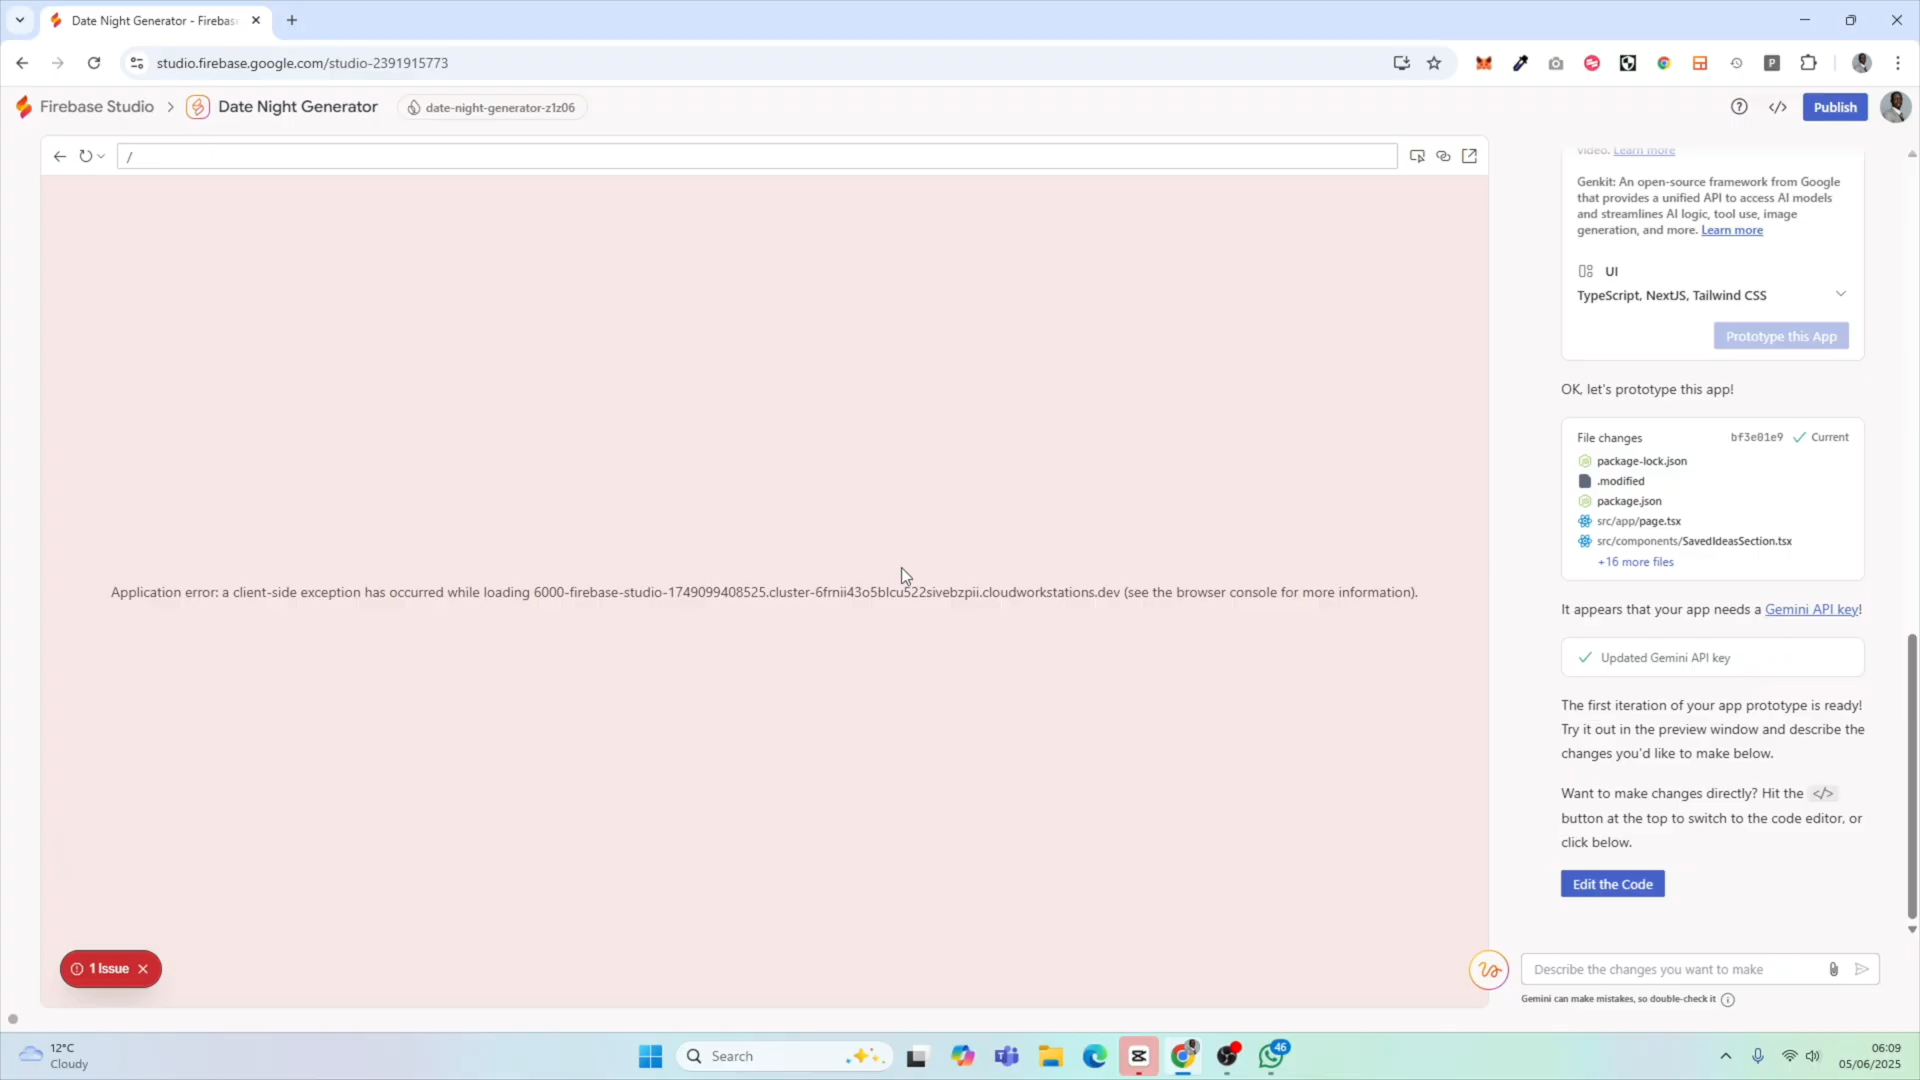 Date Night Generator - Firebas
studio.firebase.google.com/studio-2391915773
Firebase Studio
Date Night Generator
date-night-generator-z1z06
Publish
/
Application error: a client-side exception has occurred while loading 6000-firebase-studio-1749099408525.cluster-6frnii43o5blcu522sivebzpii.cloudworkstations.dev (see the browser console for more information).
1 Issue
video. Learn more
Genkit: An open-source framework from Google
that provides a unified API to access AI models
and streamlines AI logic, tool use, image
generation, and more. Learn more
UI
TypeScript, NextJS, Tailwind CSS
Prototype this App
OK, let's prototype this app!
File changes bf3e01e9 Current
package-lock.json
.modified
package.json
src/app/page.tsx
src/components/SavedIdeasSection.tsx
+16 more files
It appears that your app needs a Gemini API key!
Updated Gemini API key
The first iteration of your app prototype is ready!
Try it out in the preview window and describe the
changes you'd like to make below.
Want to make changes directly? Hit the </>
button at the top to switch to the code editor, or
click below.
Edit the Code
Describe the changes you want to make
Gemini can make mistakes, so double-check it
12°C
Cloudy
Search
46
06:09
05/06/2025